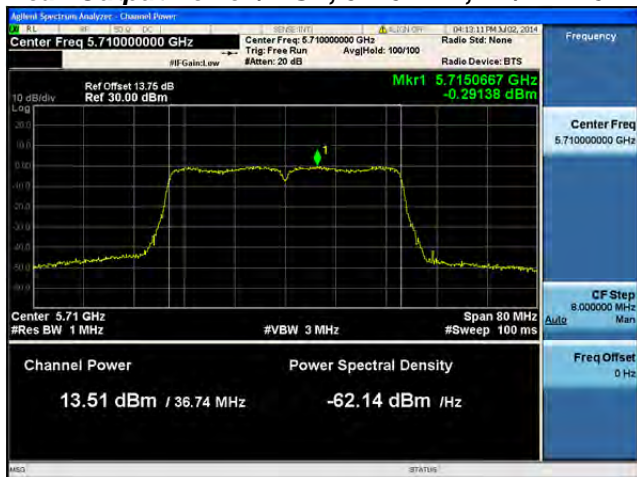 Agilent Spectrum Analyzer - Channel Power
RL RF 50 Ω DC SENSE:INT ALIGN OFF 04:13:11 PM Jul 02, 2014
Center Freq 5.710000000 GHz
Center Freq: 5.710000000 GHz
Radio Std: None
Trig: Free Run Avg|Hold: 100/100
#IFGain:Low #Atten: 20 dB Radio Device: BTS
Frequency
Ref Offset 13.75 dB
Ref 30.00 dBm
Mkr1 5.7150667 GHz
-0.29138 dBm
10 dB/div
Log
20.0
10.0
0.00
-10.0
-20.0
-30.0
-40.0
-50.0
-60.0
1
Center Freq
5.710000000 GHz
Center 5.71 GHz Span 80 MHz
#Res BW 1 MHz #VBW 3 MHz #Sweep 100 ms
CF Step
8.000000 MHz
Auto Man
Freq Offset
0 Hz
Channel Power Power Spectral Density
13.51 dBm / 36.74 MHz -62.14 dBm /Hz
MSG STATUS